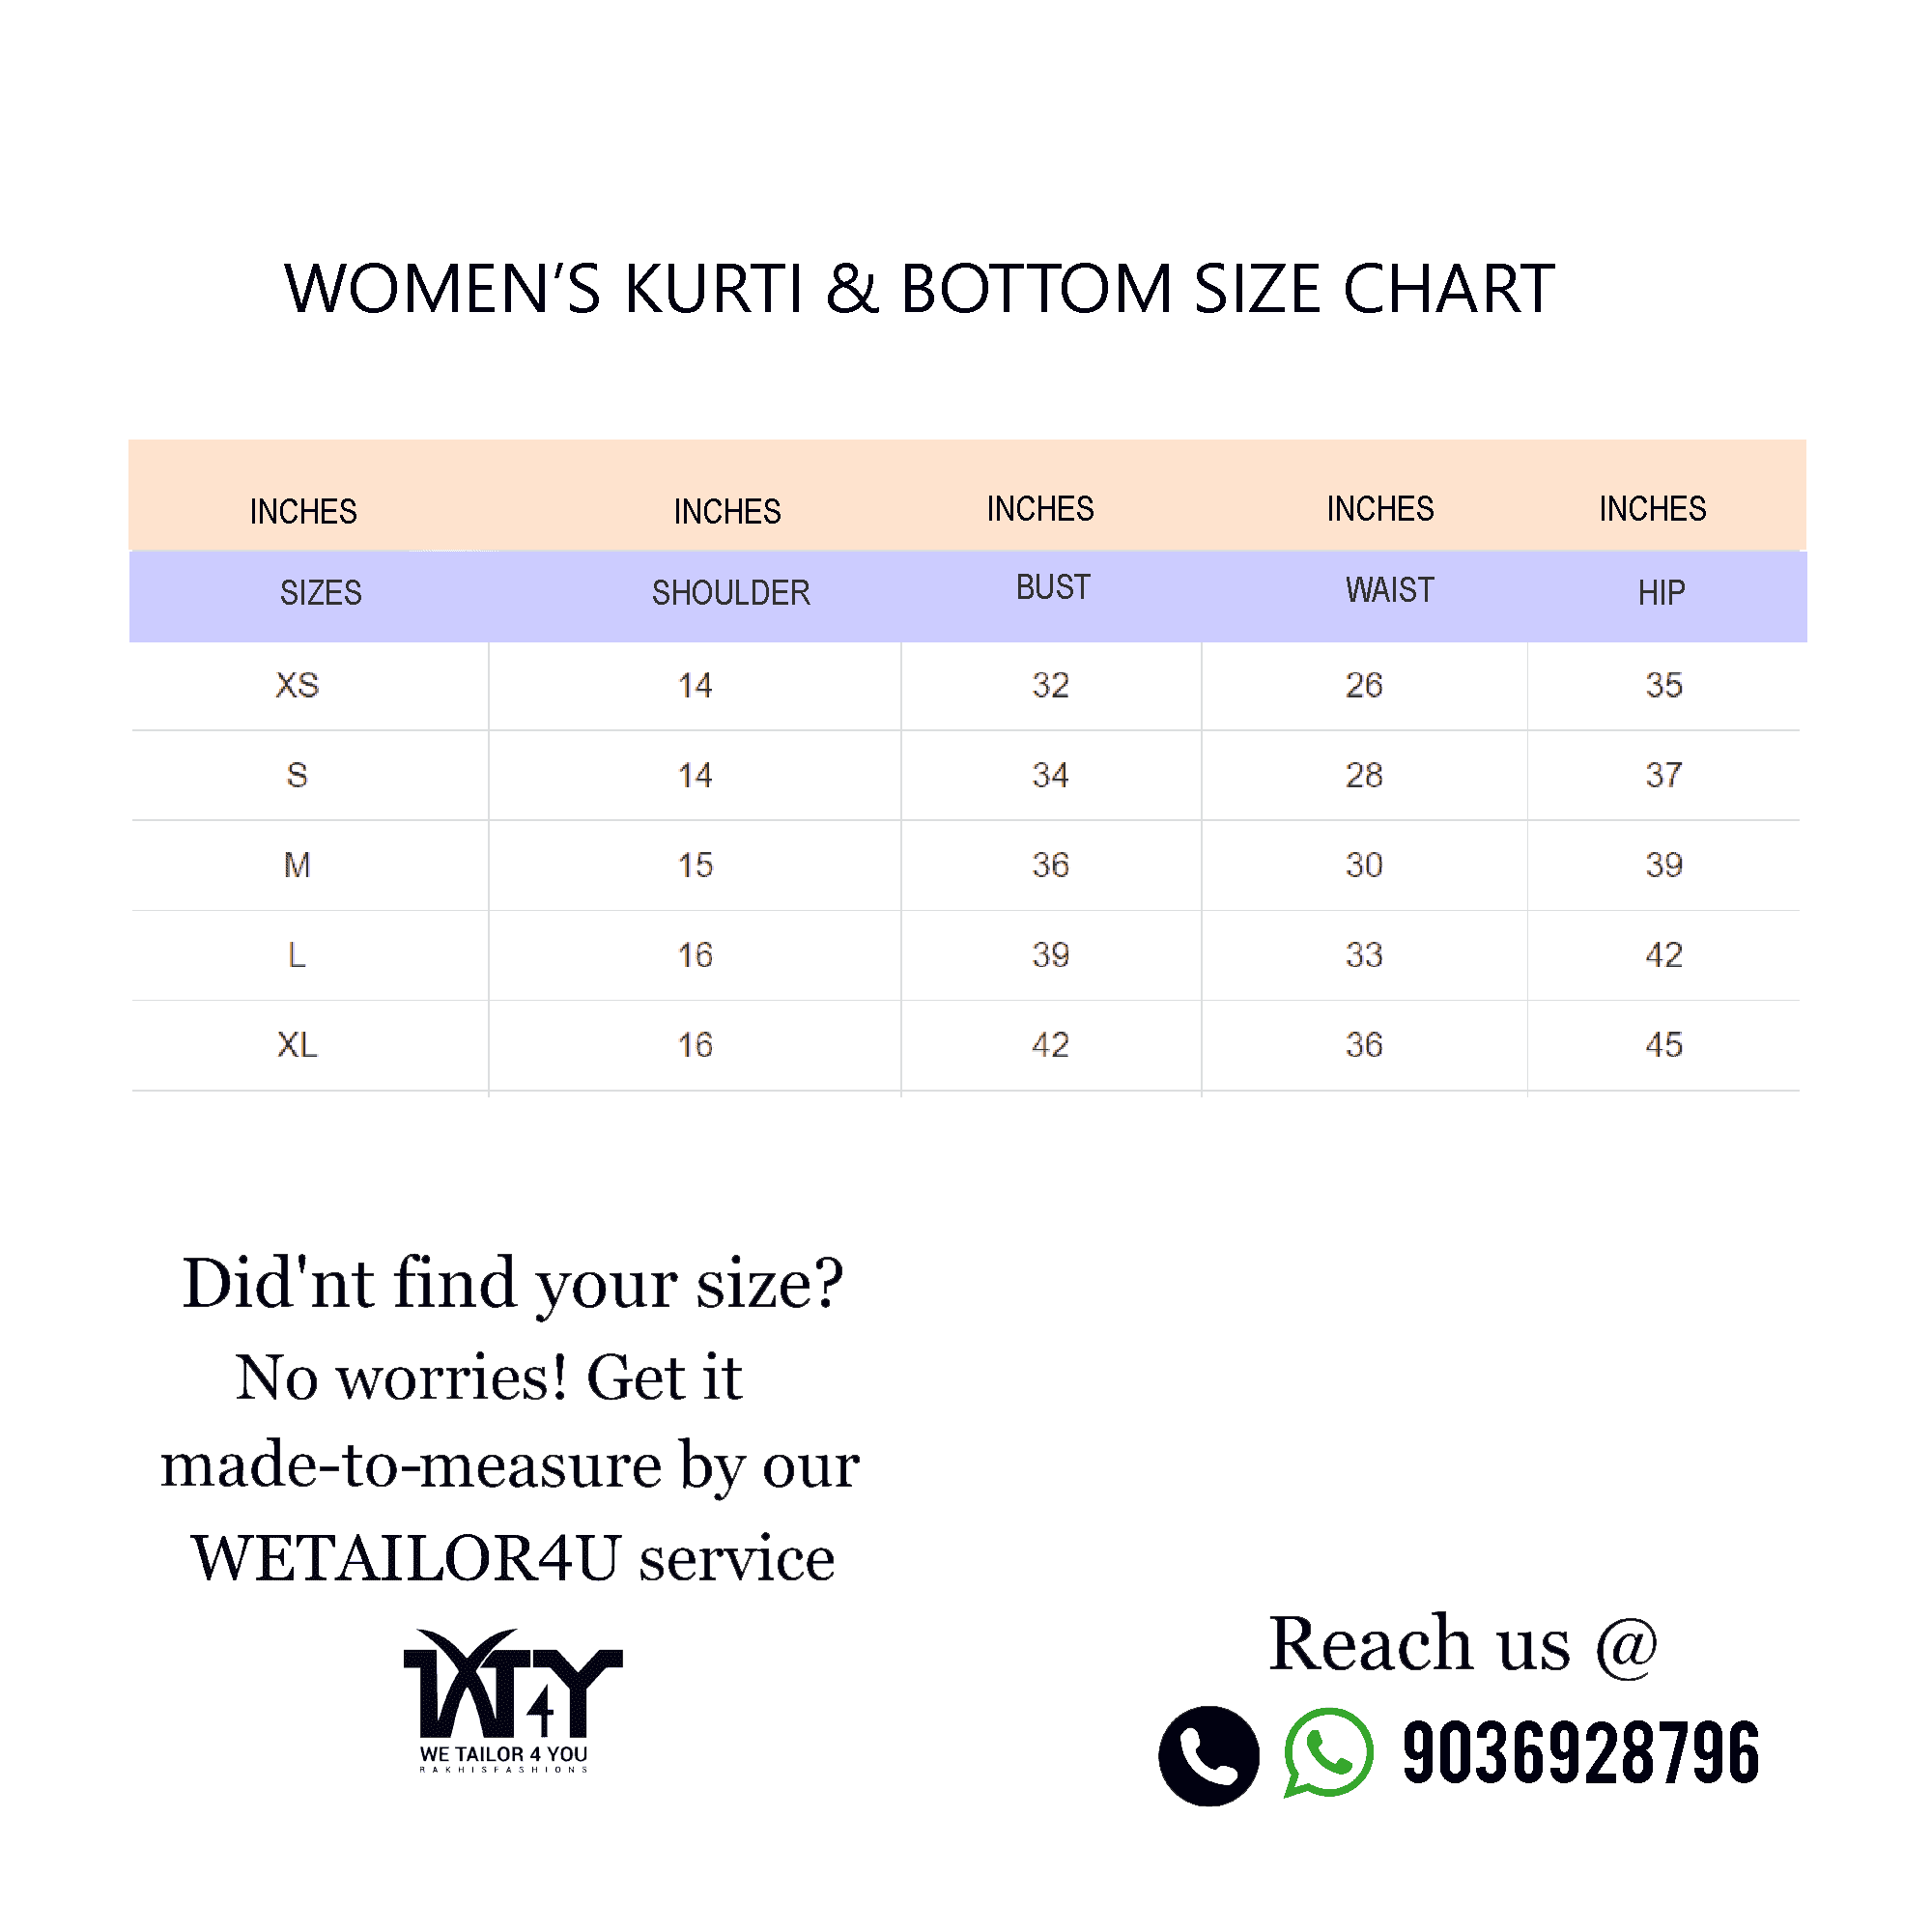 WOMEN’S KURTI & BOTTOM SIZE CHART
INCHES INCHES INCHES INCHES INCHES
SIZES SHOULDER BUST WAIST HIP
XS 14 32 26 35
S 14 34 28 37
M 15 36 30 39
L 16 39 33 42
XL 16 42 36 45
Did'nt find your size?
No worries! Get it
made-to-measure by our
WETAILOR4U service
WT4Y
WE TAILOR 4 YOU
RAKHISFASHIONS
Reach us @
9036928796